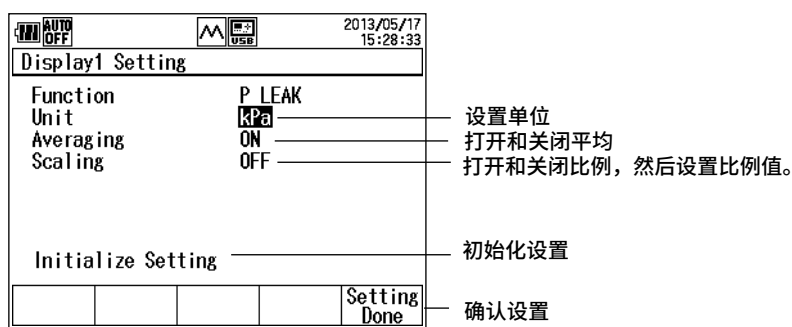 AUTO OFF USB 2013/05/17
15:28:33
Display1 Setting
Function P LEAK
Unit kPa 设置单位
Averaging ON 打开和关闭平均
Scaling OFF 打开和关闭比例，然后设置比例值。
Initialize Setting 初始化设置
Setting Done 确认设置